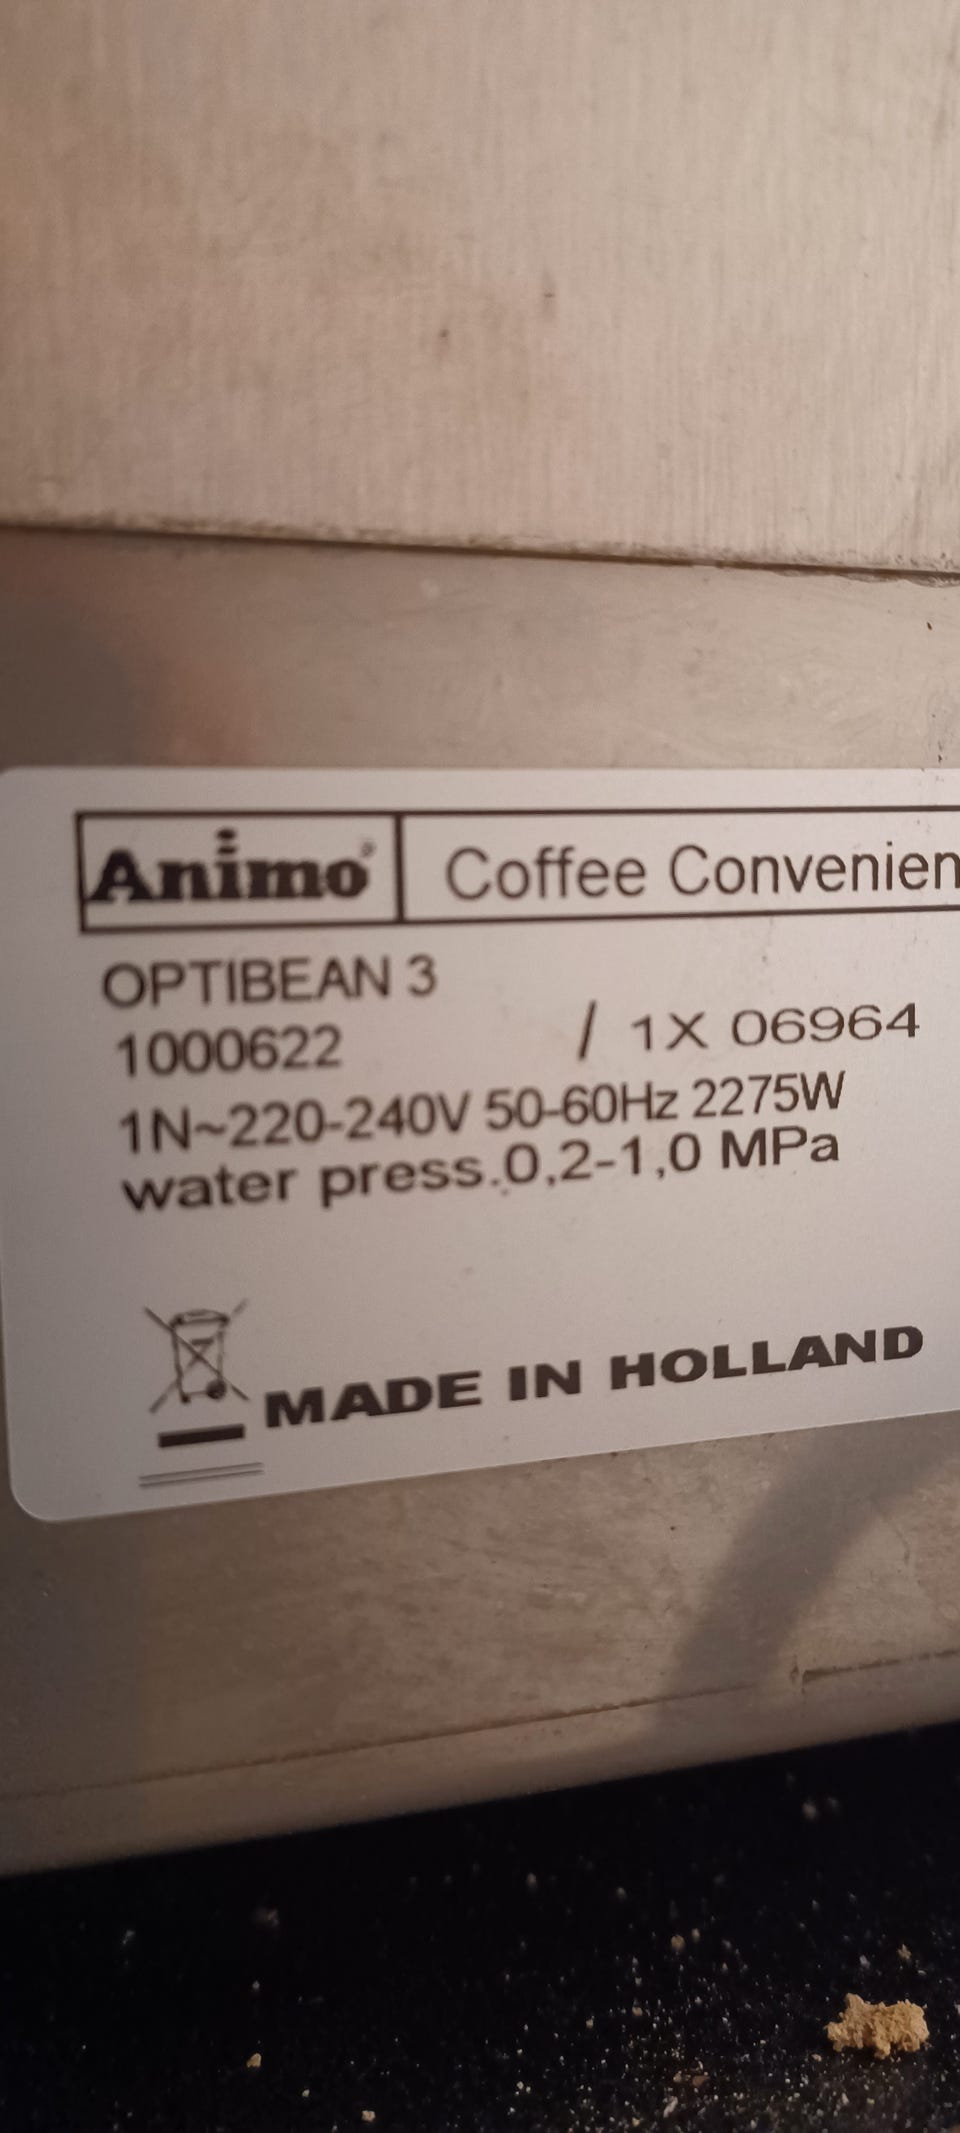 Animo® Coffee Convenien
OPTIBEAN 3
1000622 / 1X 06964
1N~220-240V 50-60Hz 2275W
water press.0,2-1,0 MPa
MADE IN HOLLAND